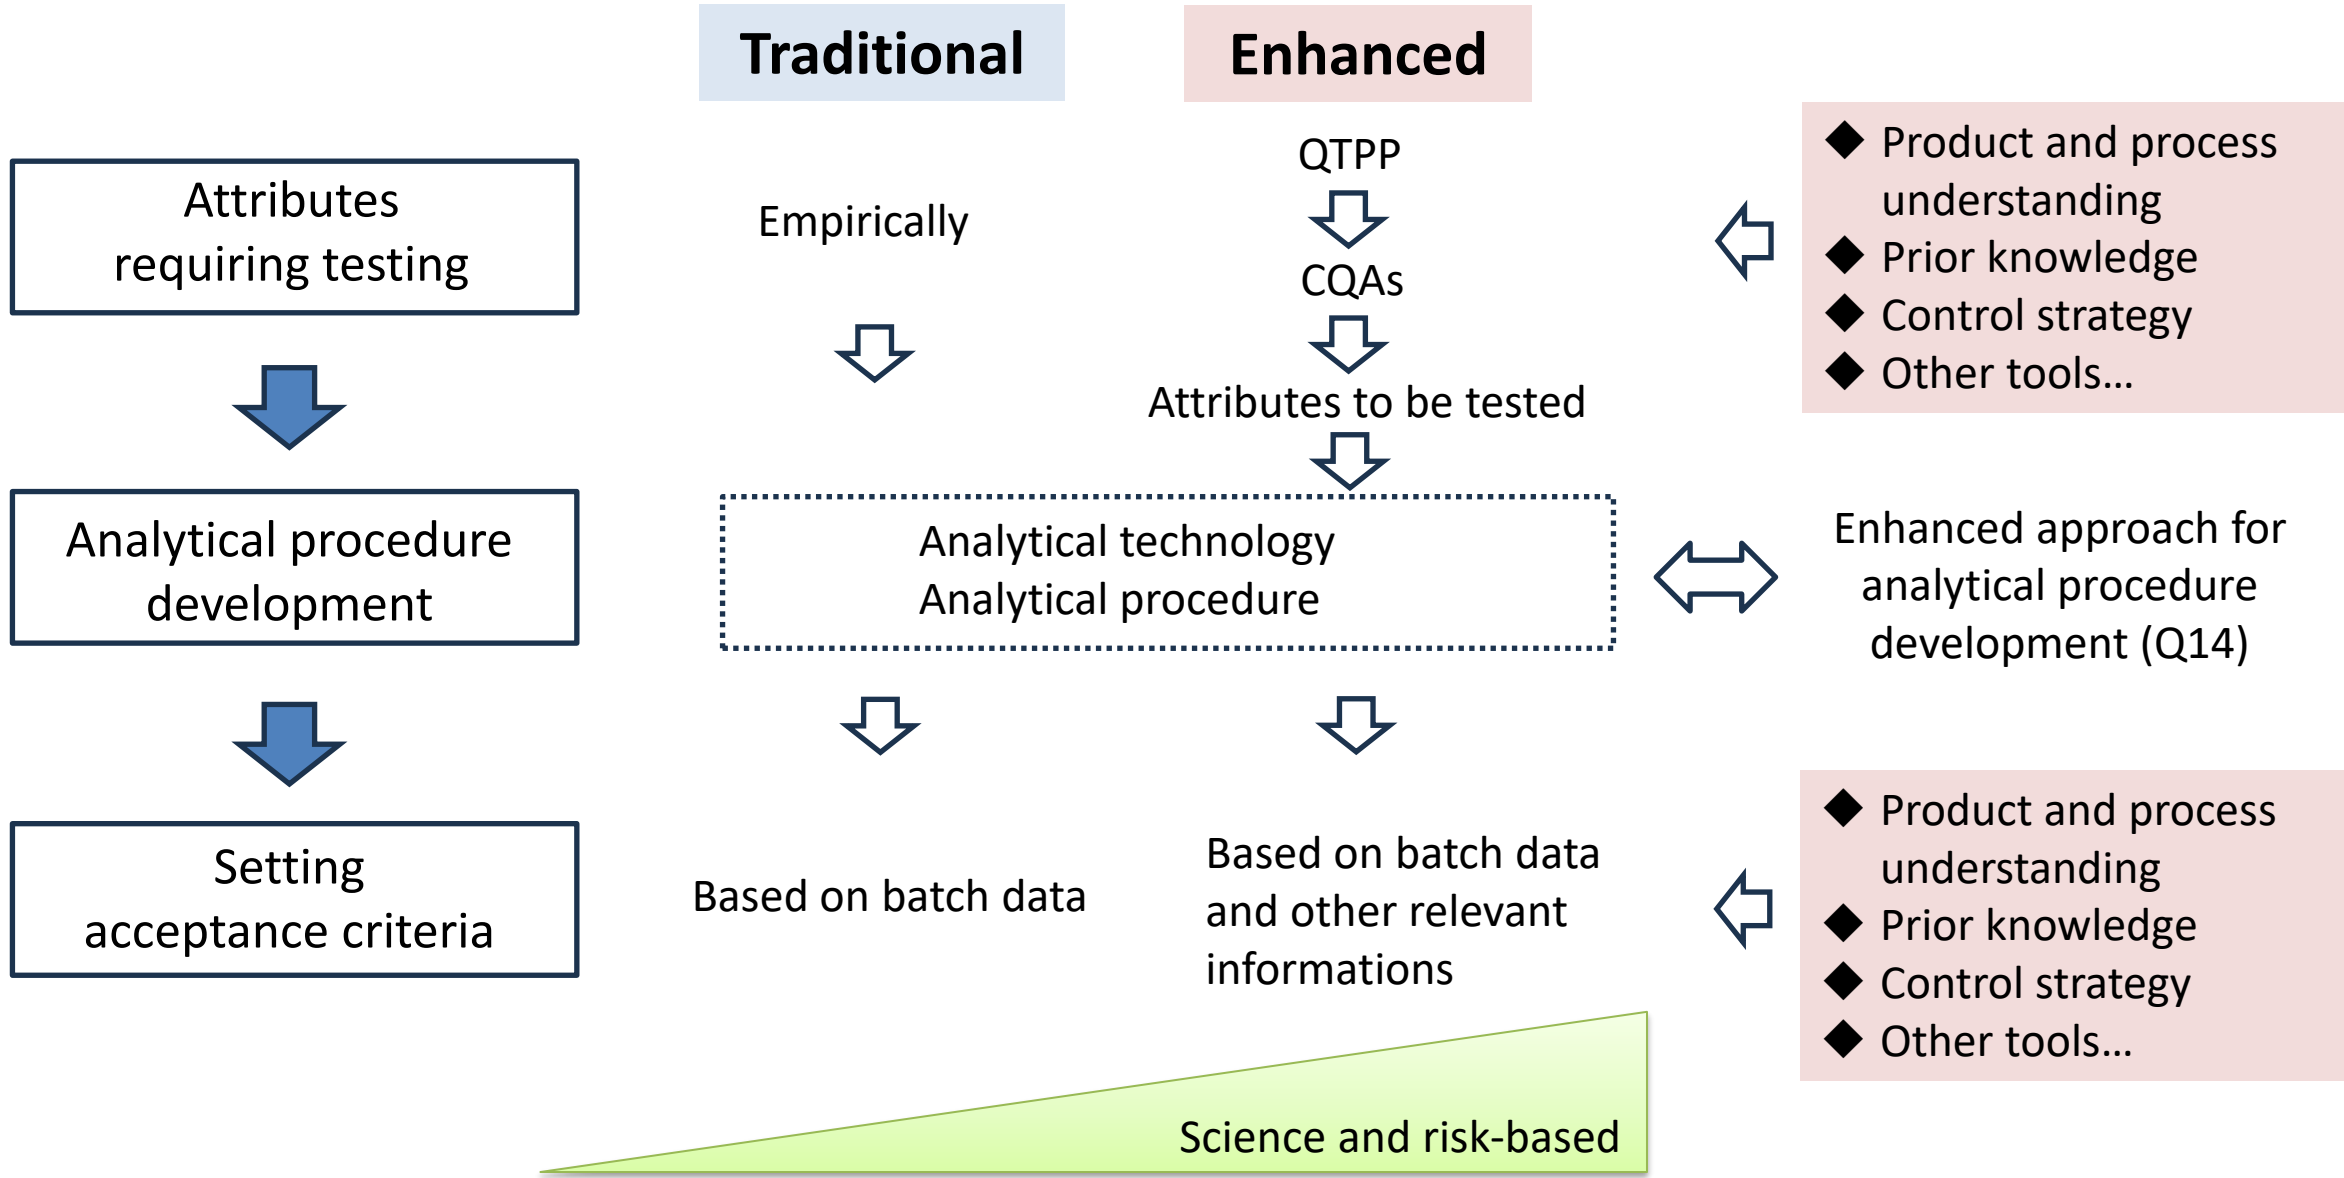 Traditional
Enhanced
Attributes
requiring testing
Empirically
QTPP
CQAs
Attributes to be tested
◆ Product and process
understanding
◆ Prior knowledge
◆ Control strategy
◆ Other tools...
Analytical procedure
development
Analytical technology
Analytical procedure
Enhanced approach for
analytical procedure
development (Q14)
Setting
acceptance criteria
Based on batch data
Based on batch data
and other relevant
informations
◆ Product and process
understanding
◆ Prior knowledge
◆ Control strategy
◆ Other tools...
Science and risk-based